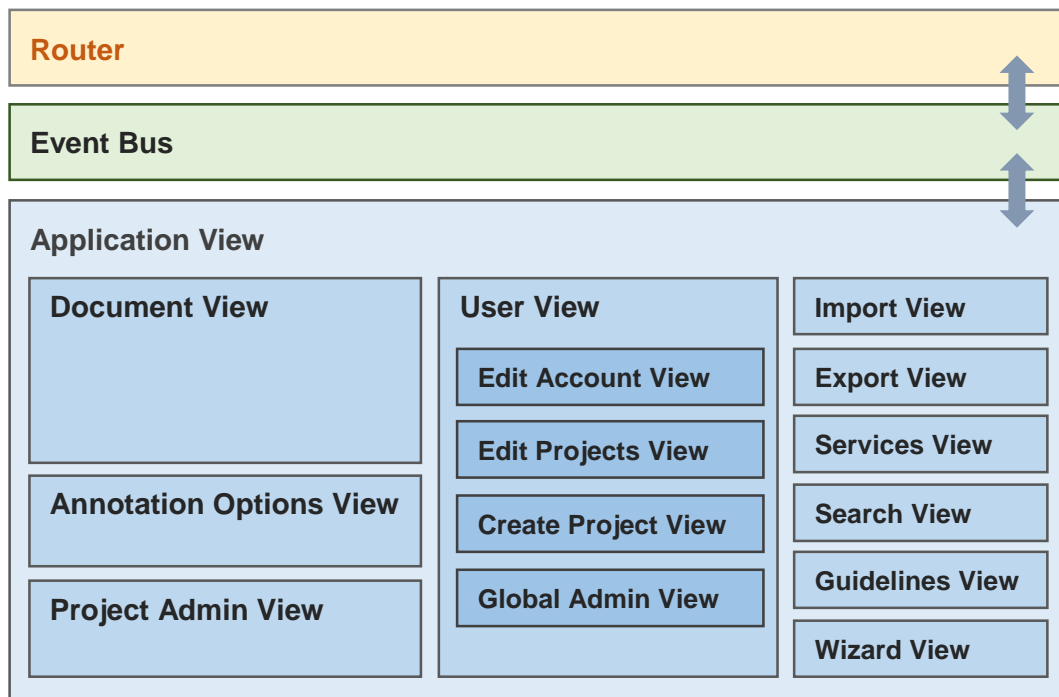 Router
Event Bus
Application View
Document View
Annotation Options View
Project Admin View
User View
Edit Account View
Edit Projects View
Create Project View
Global Admin View
Import View
Export View
Services View
Search View
Guidelines View
Wizard View